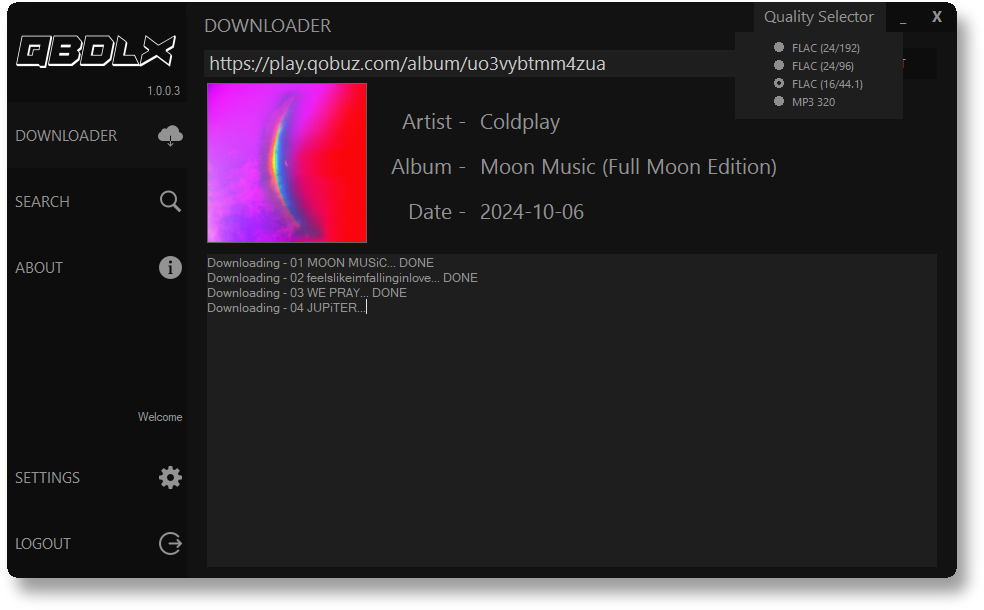 QBDLX
1.0.0.3
DOWNLOADER
SEARCH
ABOUT
Welcome
SETTINGS
LOGOUT
DOWNLOADER
Quality Selector
_
X
https://play.qobuz.com/album/uo3vybtmm4zua
FLAC (24/192)
FLAC (24/96)
FLAC (16/44.1)
MP3 320
Artist - Coldplay
Album - Moon Music (Full Moon Edition)
Date - 2024-10-06
Downloading - 01 MOON MUSiC... DONE
Downloading - 02 feelslikeimfallinginlove... DONE
Downloading - 03 WE PRAY... DONE
Downloading - 04 JUPiTER...